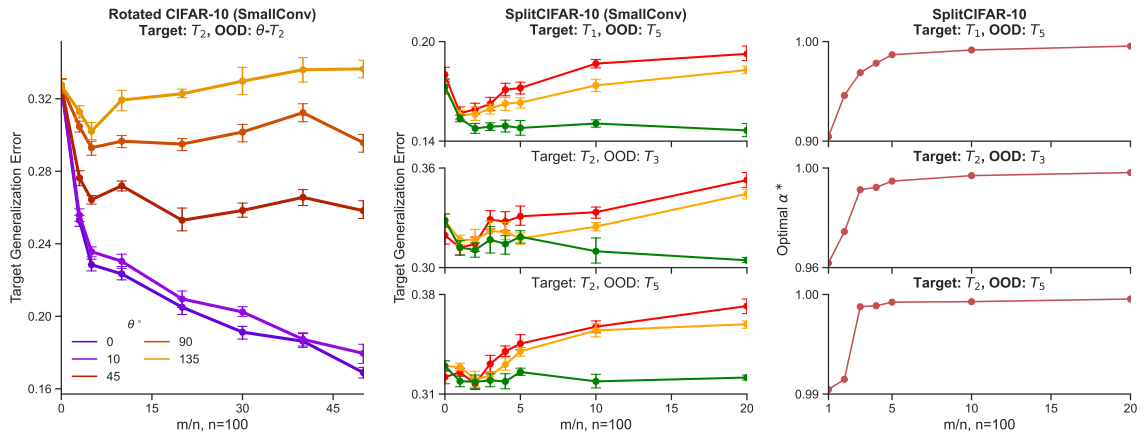 Rotated CIFAR-10 (SmallConv)
Target: T₂, OOD: θ-T₂
Target Generalization Error
0.32
0.28
0.24
0.20
0.16
θ°
0
10
45
90
135
0
15
30
45
m/n, n=100
SplitCIFAR-10 (SmallConv)
Target: T₁, OOD: T₅
Target Generalization Error
0.20
0.14
Target: T₂, OOD: T₃
0.36
0.30
Target: T₂, OOD: T₅
0.38
0.31
0
5
10
15
20
m/n, n=100
SplitCIFAR-10
Target: T₁, OOD: T₅
Optimal α*
1.00
0.90
Target: T₂, OOD: T₃
1.00
0.96
Target: T₂, OOD: T₅
1.00
0.99
1
5
10
15
20
m/n, n=100